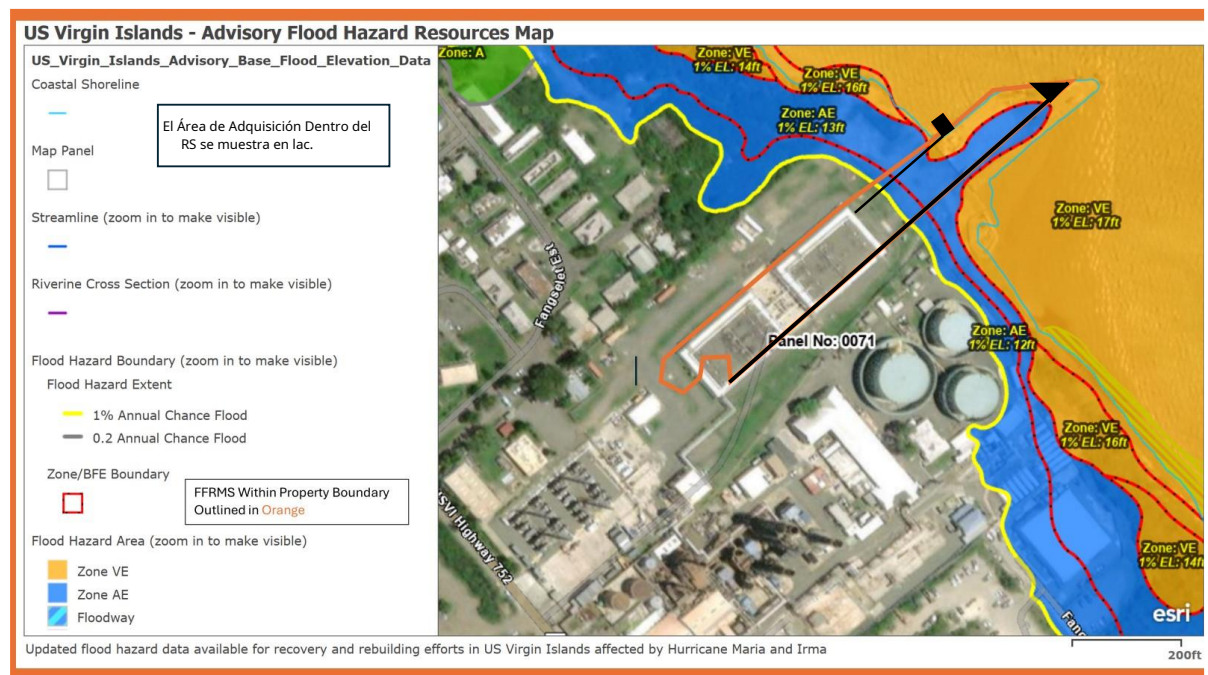 US Virgin Islands - Advisory Flood Hazard Resources Map
US_Virgin_Islands_Advisory_Base_Flood_Elevation_Data
Coastal Shoreline
El Área de Adquisición Dentro del
RS se muestra en lac.
Map Panel
Streamline (zoom in to make visible)
Riverine Cross Section (zoom in to make visible)
Flood Hazard Boundary (zoom in to make visible)
Flood Hazard Extent
1% Annual Chance Flood
0.2 Annual Chance Flood
Zone/BFE Boundary
FFRMS Within Property Boundary
Outlined in Orange
Flood Hazard Area (zoom in to make visible)
Zone VE
Zone AE
Floodway
Zone: A
Zone: VE
1% EL: 14ft
Zone: VE
1% EL: 16ft
Zone: AE
1% EL: 13ft
Zone: VE
1% EL: 17ft
Fangselet Est
Panel No: 0071
Zone: AE
1% EL: 12ft
Zone: VE
1% EL: 16ft
USVI Highway 752
Zone: VE
1% EL: 14ft
Fang
esri
200ft
Updated flood hazard data available for recovery and rebuilding efforts in US Virgin Islands affected by Hurricane Maria and Irma